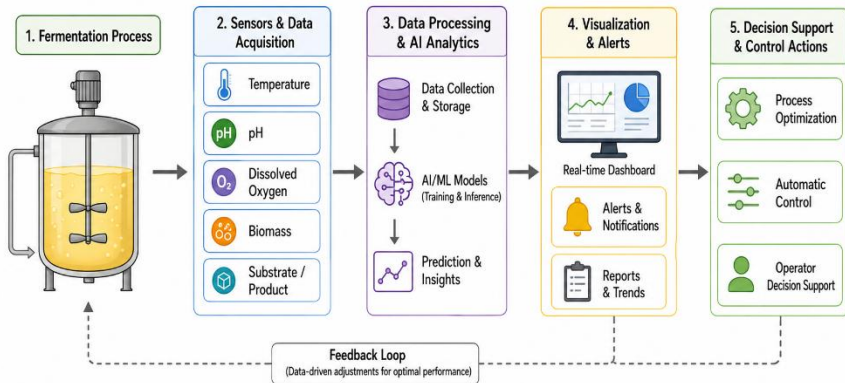 1. Fermentation Process
2. Sensors & Data
Acquisition
Temperature
pH
pH
O₂
Dissolved
Oxygen
Biomass
Substrate /
Product
3. Data Processing
& AI Analytics
Data Collection
& Storage
AI/ML Models
(Training & Inference)
Prediction &
Insights
4. Visualization
& Alerts
Real-time Dashboard
Alerts &
Notifications
Reports
& Trends
5. Decision Support
& Control Actions
Process
Optimization
Automatic
Control
Operator
Decision Support
Feedback Loop
(Data-driven adjustments for optimal performance)